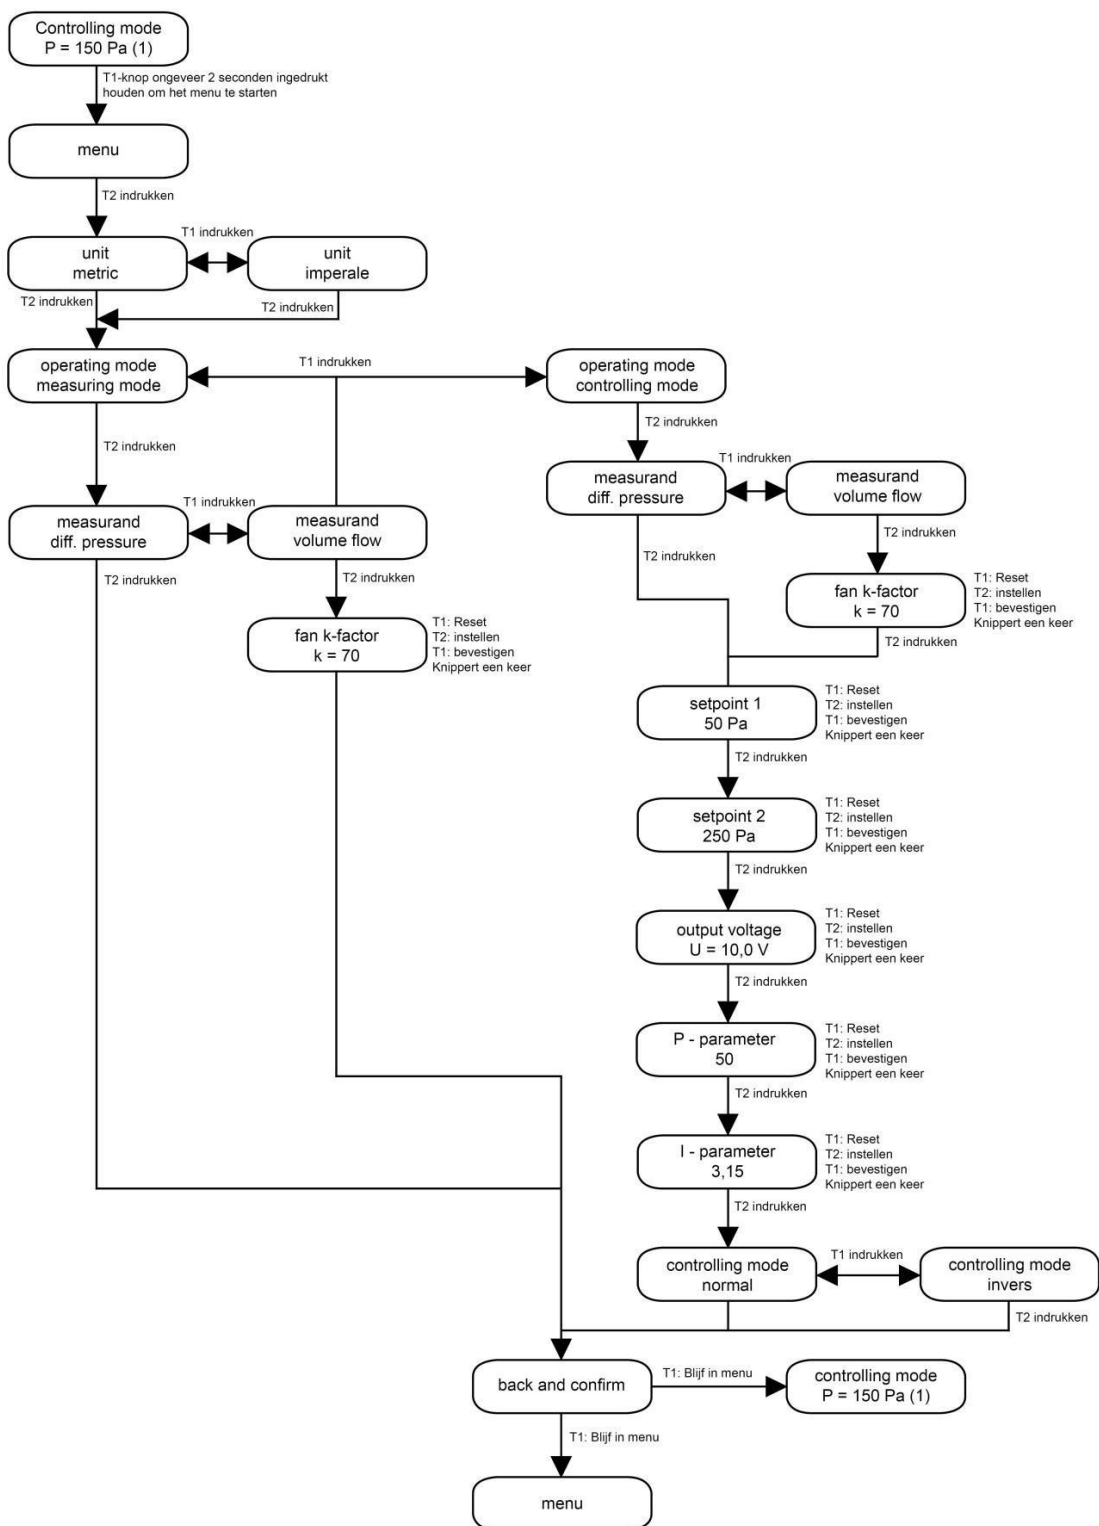 Controlling mode
P = 150 Pa (1)
T1-knop ongeveer 2 seconden ingedrukt
houden om het menu te starten
menu
T2 indrukken
unit
metric
T1 indrukken
unit
imperale
T2 indrukken
T2 indrukken
operating mode
measuring mode
T1 indrukken
operating mode
controlling mode
T2 indrukken
T2 indrukken
measurand
diff. pressure
T1 indrukken
measurand
volume flow
measurand
diff. pressure
T1 indrukken
measurand
volume flow
T2 indrukken
T2 indrukken
T2 indrukken
T2 indrukken
fan k-factor
k = 70
T1: Reset
T2: instellen
T1: bevestigen
Knippert een keer
fan k-factor
k = 70
T1: Reset
T2: instellen
T1: bevestigen
Knippert een keer
T2 indrukken
setpoint 1
50 Pa
T1: Reset
T2: instellen
T1: bevestigen
Knippert een keer
T2 indrukken
setpoint 2
250 Pa
T1: Reset
T2: instellen
T1: bevestigen
Knippert een keer
T2 indrukken
output voltage
U = 10,0 V
T1: Reset
T2: instellen
T1: bevestigen
Knippert een keer
T2 indrukken
P - parameter
50
T1: Reset
T2: instellen
T1: bevestigen
Knippert een keer
T2 indrukken
I - parameter
3,15
T1: Reset
T2: instellen
T1: bevestigen
Knippert een keer
T2 indrukken
controlling mode
normal
T1 indrukken
controlling mode
invers
T2 indrukken
back and confirm
T1: Blijf in menu
controlling mode
P = 150 Pa (1)
T1: Blijf in menu
menu